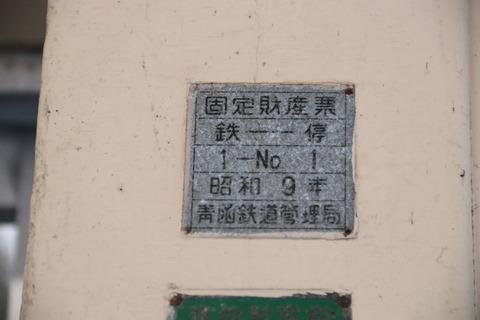 固定財産票
鉄一一停
1-No 1
昭和 9年
青函鉄道管理局